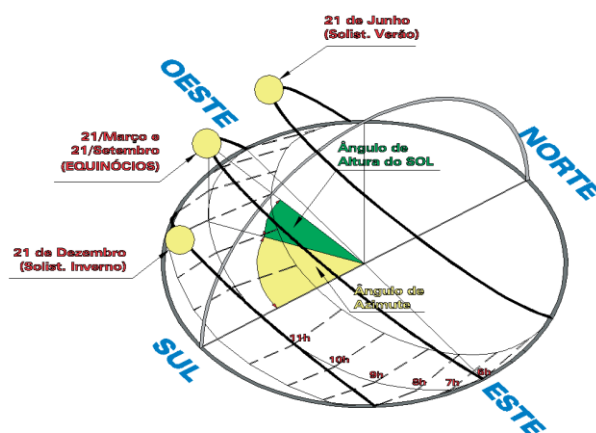 21 de Junho
(Solist. Verão)
OESTE
21/Março e
21/Setembro
(EQUINÓCIOS)
Ângulo de
Altura do SOL
NORTE
21 de Dezembro
(Solist. Inverno)
Ângulo de
Azimute
11h
10h
9h
8h
7h
6h
SUL
ESTE